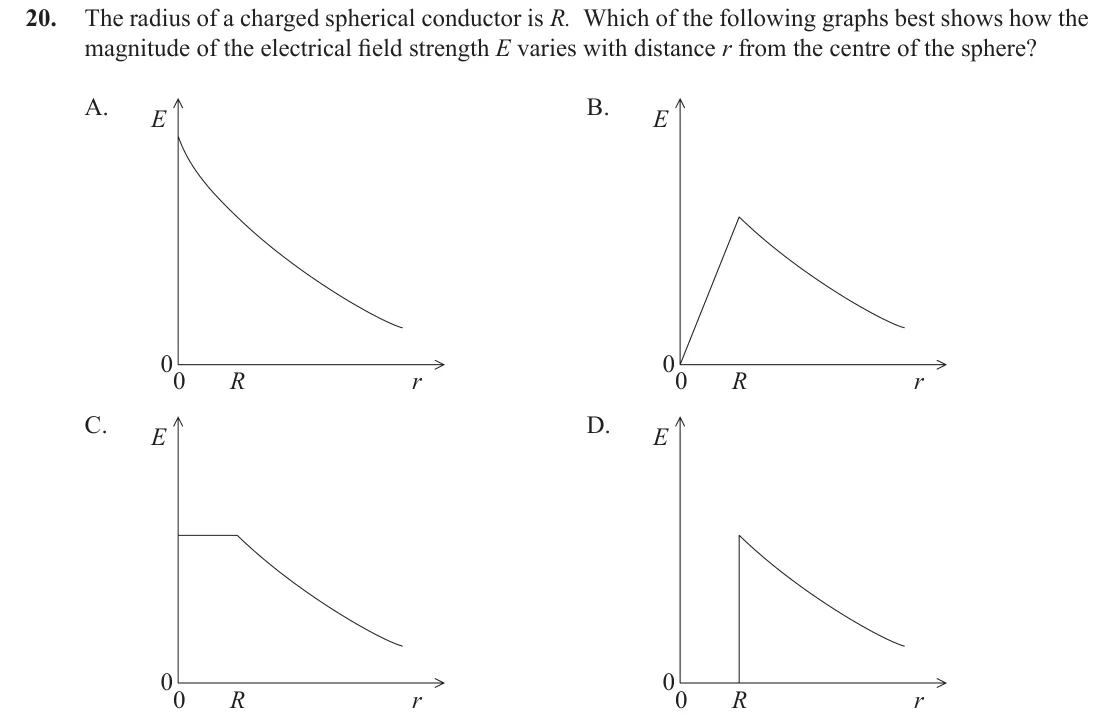 20. The radius of a charged spherical conductor is R. Which of the following graphs best shows how the
magnitude of the electrical field strength E varies with distance r from the centre of the sphere?
A.
E
0
0 R r
B.
E
0
0 R r
C.
E
0
0 R r
D.
E
0
0 R r